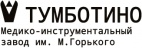 ТУМБОТИНО
Медико-инструментальный
завод им. М.Горького